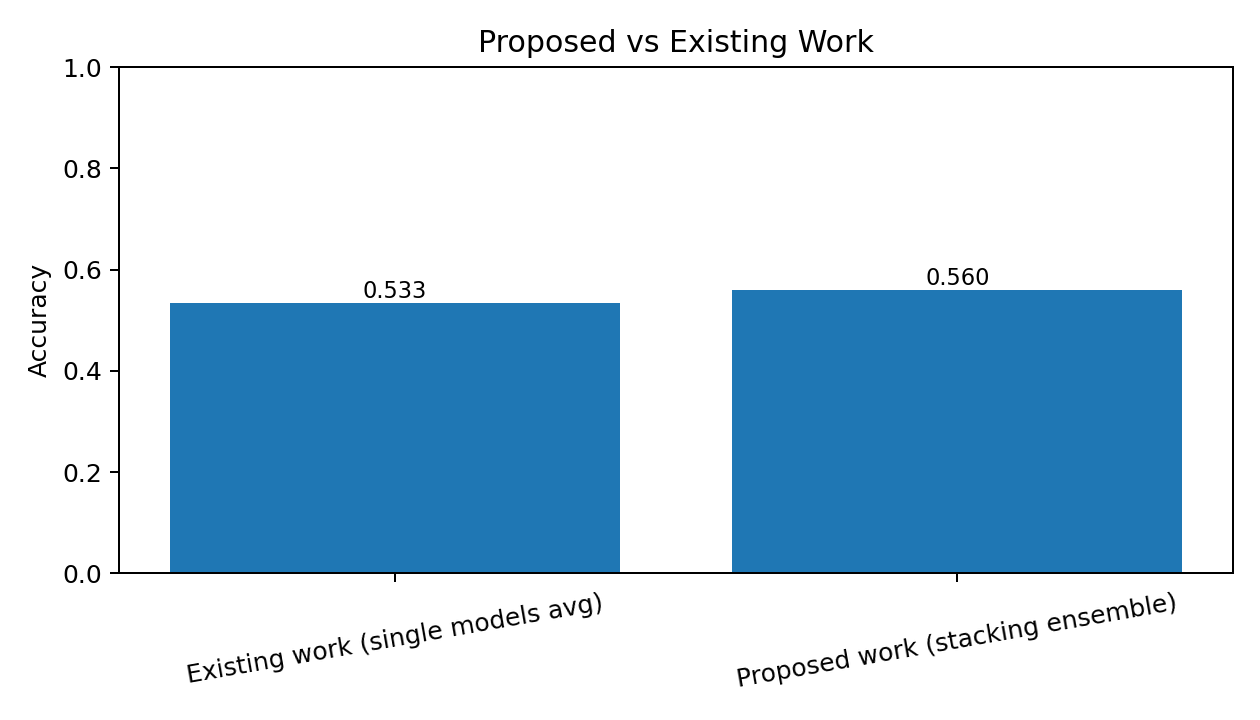 Proposed vs Existing Work
1.0
0.8
0.6
0.4
0.2
0.0
Accuracy
0.533
0.560
Existing work (single models avg)
Proposed work (stacking ensemble)